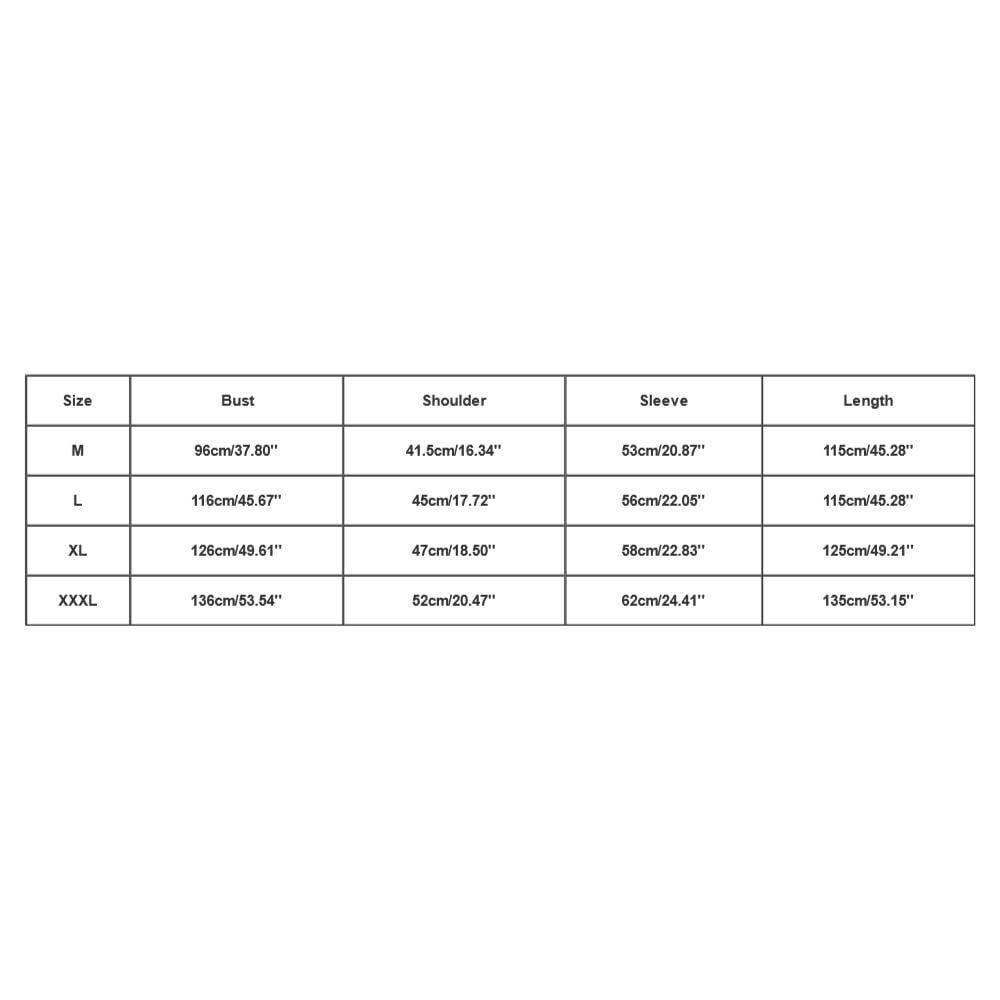 Size Bust Shoulder Sleeve Length
M 96cm/37.80'' 41.5cm/16.34'' 53cm/20.87'' 115cm/45.28''
L 116cm/45.67'' 45cm/17.72'' 56cm/22.05'' 115cm/45.28''
XL 126cm/49.61'' 47cm/18.50'' 58cm/22.83'' 125cm/49.21''
XXXL 136cm/53.54'' 52cm/20.47'' 62cm/24.41'' 135cm/53.15''